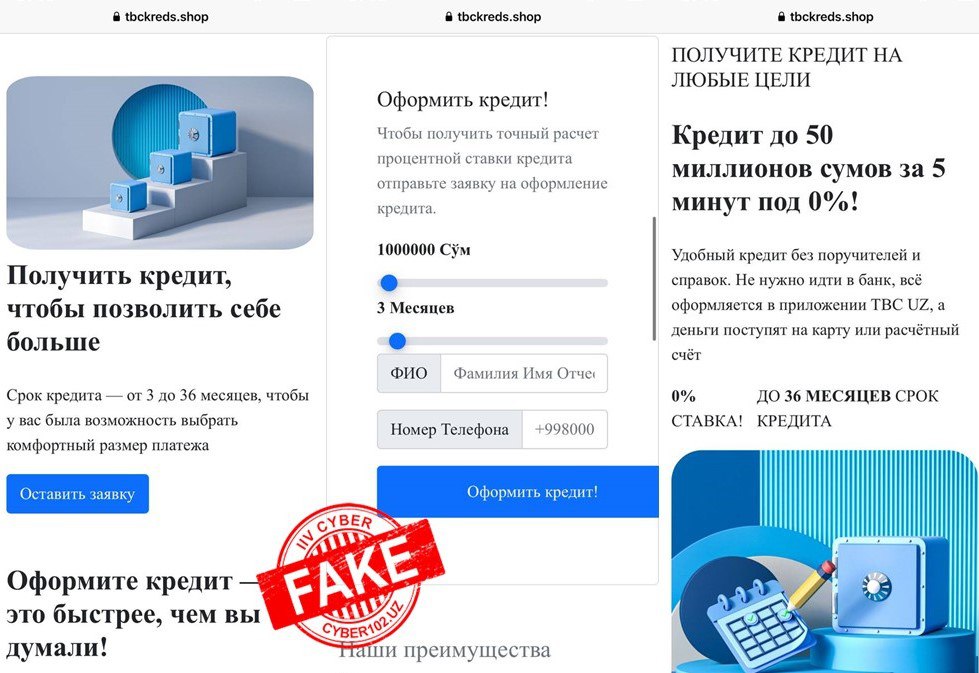 tbckreds.shop
Получить кредит,
чтобы позволить себе
больше
Срок кредита — от 3 до 36 месяцев, чтобы
у вас была возможность выбрать
комфортный размер платежа
Оставить заявку
Оформите кредит —
это быстрее, чем вы
думали!
tbckreds.shop
Оформить кредит!
Чтобы получить точный расчет
процентной ставки кредита
отправьте заявку на оформление
кредита.
1000000 Сўм
3 Месяцев
ФИО
Фамилия Имя Отчес
Номер Телефона
+998000
Оформить кредит!
IIV CYBER
FAKE
CYBER102.UZ
Наши преимущества
tbckreds.shop
ПОЛУЧИТЕ КРЕДИТ НА
ЛЮБЫЕ ЦЕЛИ
Кредит до 50
миллионов сумов за 5
минут под 0%!
Удобный кредит без поручителей и
справок. Не нужно идти в банк, всё
оформляется в приложении TBC UZ, а
деньги поступят на карту или расчётный
счёт
0%
СТАВКА!
ДО 36 МЕСЯЦЕВ СРОК
КРЕДИТА